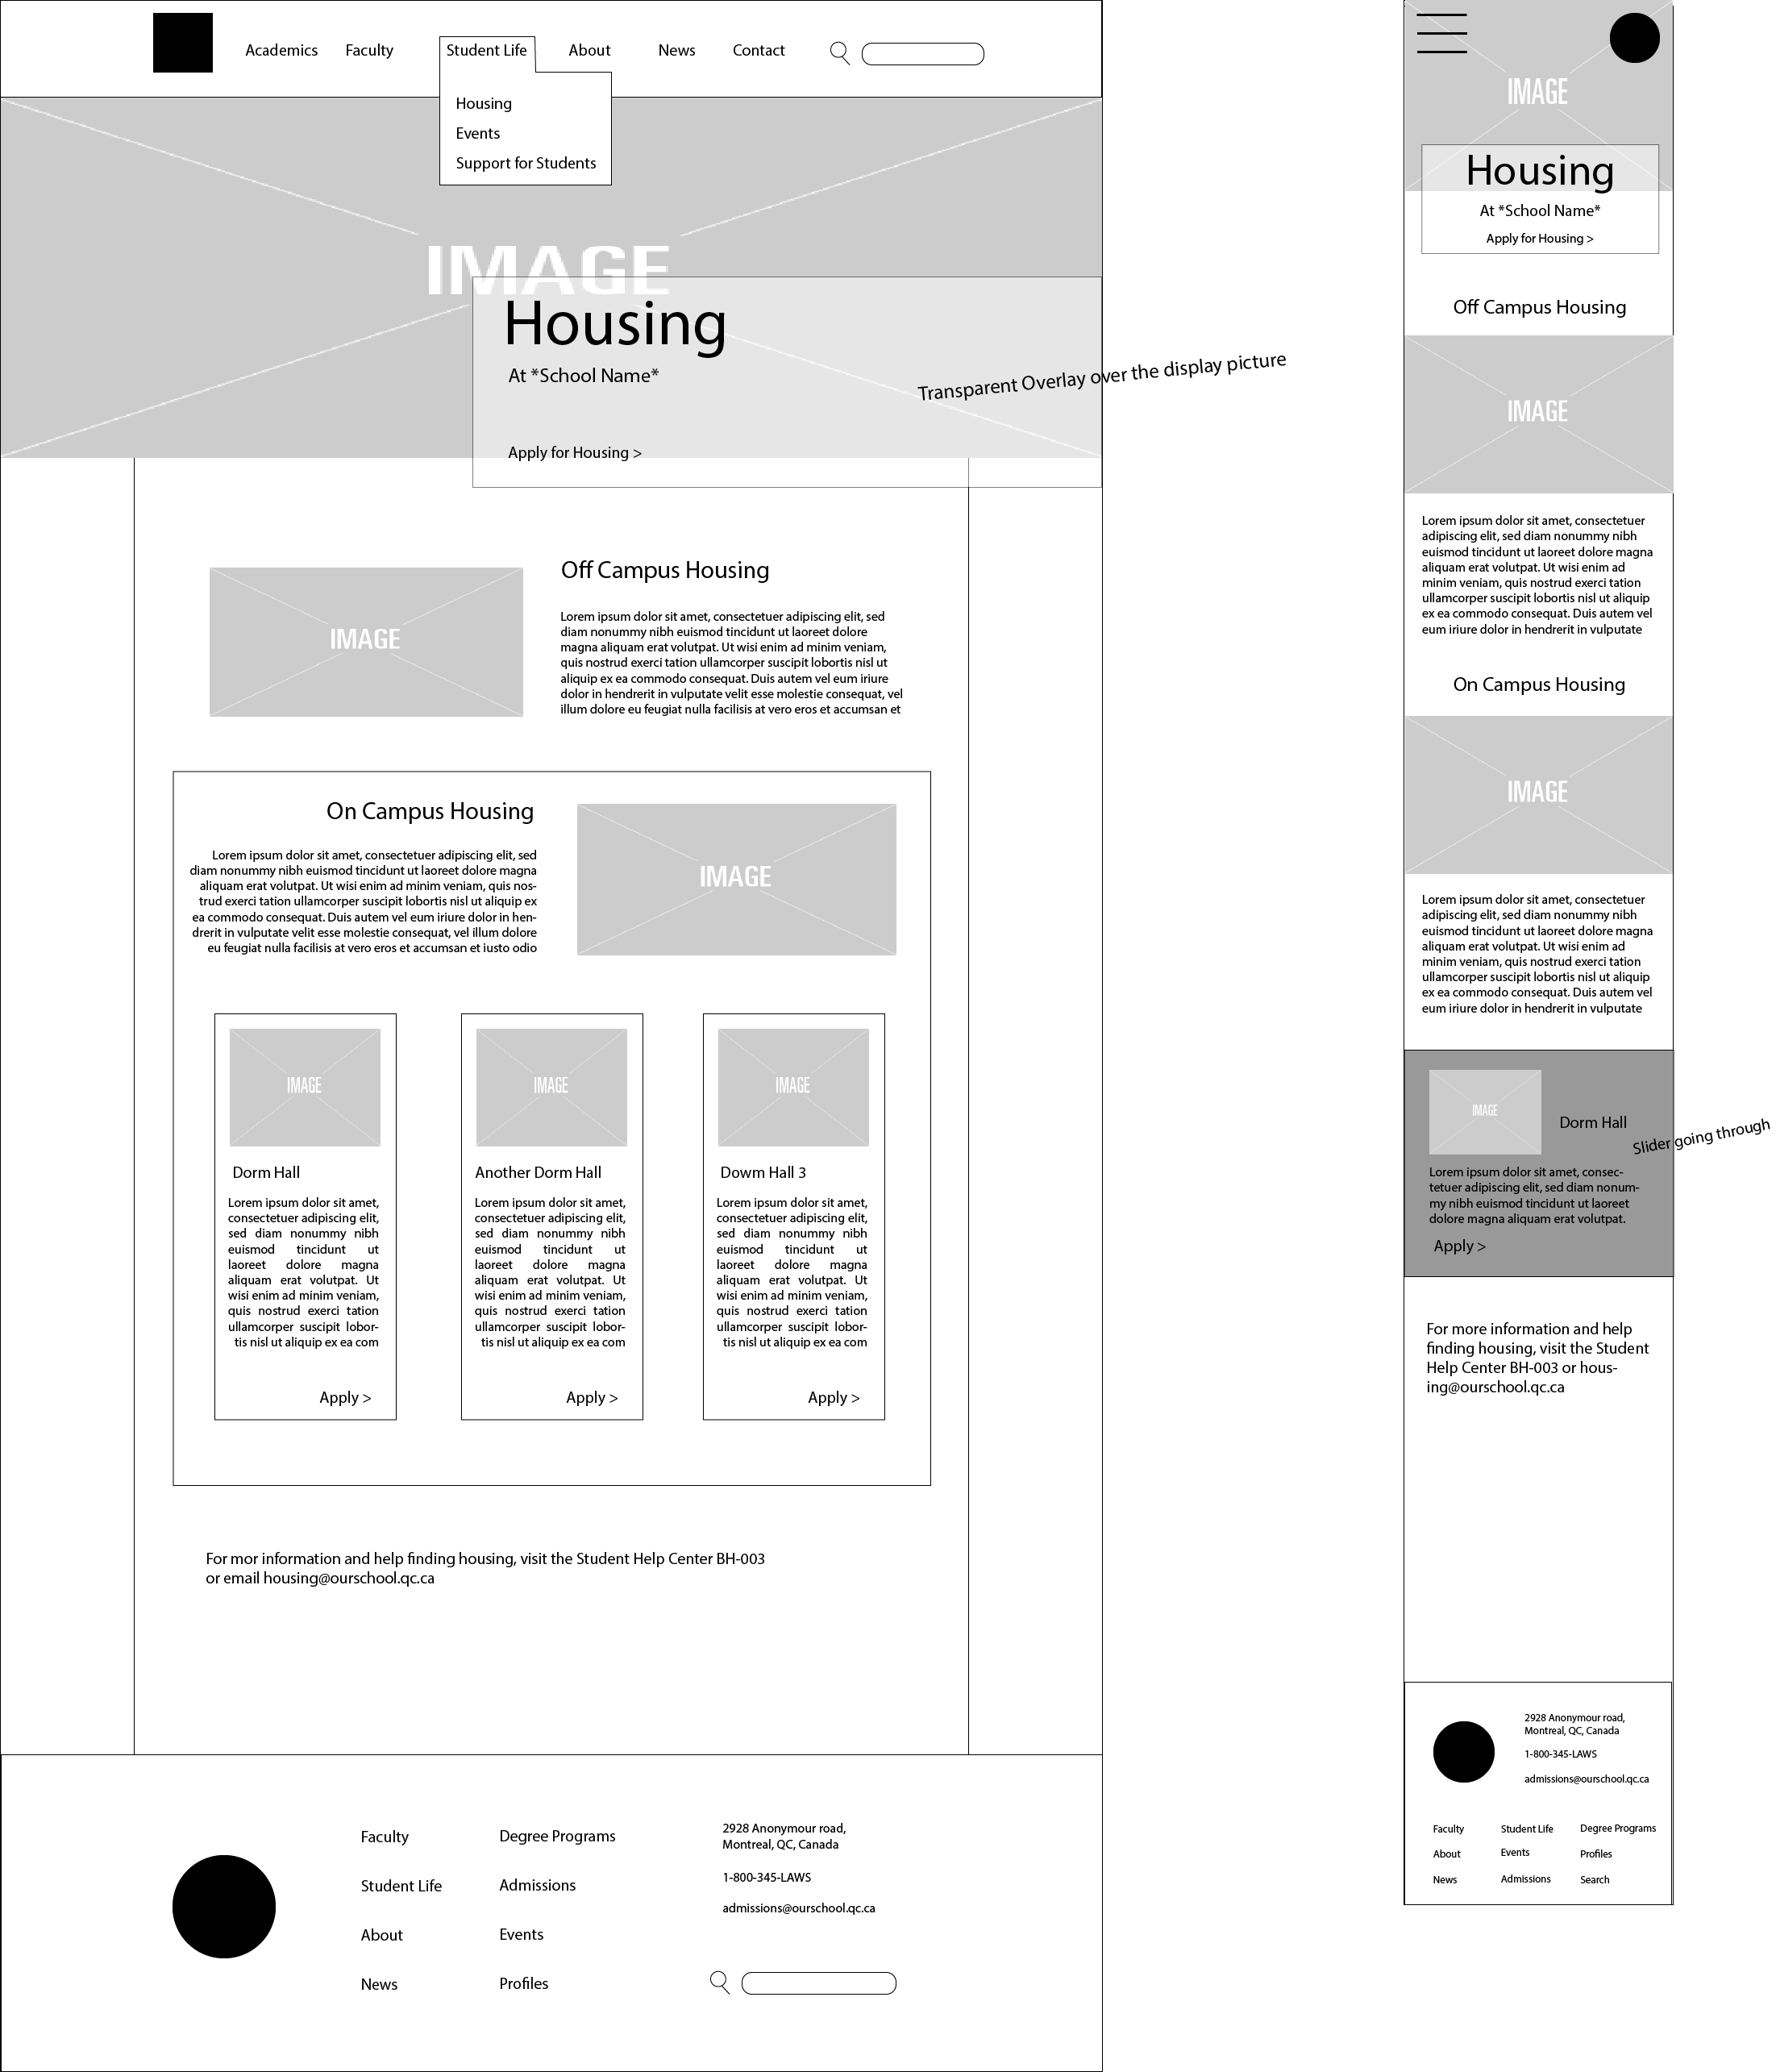 Academics Faculty Student Life About News Contact
Housing
Events
Support for Students
IMAGE
Housing
At *School Name*
Transparent Overlay over the display picture
Apply for Housing >
IMAGE
Off Campus Housing
Lorem ipsum dolor sit amet, consectetuer adipiscing elit, sed
diam nonummy nibh euismod tincidunt ut laoreet dolore
magna aliquam erat volutpat. Ut wisi enim ad minim veniam,
quis nostrud exerci tation ullamcorper suscipit lobortis nisl ut
aliquip ex ea commodo consequat. Duis autem vel eum iriure
dolor in hendrerit in vulputate velit esse molestie consequat, vel
illum dolore eu feugiat nulla facilisis at vero eros et accumsan et
On Campus Housing
Lorem ipsum dolor sit amet, consectetuer adipiscing elit, sed
diam nonummy nibh euismod tincidunt ut laoreet dolore magna
aliquam erat volutpat. Ut wisi enim ad minim veniam, quis nos-
trud exerci tation ullamcorper suscipit lobortis nisl ut aliquip ex
ea commodo consequat. Duis autem vel eum iriure dolor in hen-
drerit in vulputate velit esse molestie consequat, vel illum dolore
eu feugiat nulla facilisis at vero eros et accumsan et iusto odio
IMAGE
IMAGE
Dorm Hall
Lorem ipsum dolor sit amet,
consectetuer adipiscing elit,
sed diam nonummy nibh
euismod tincidunt ut
laoreet dolore magna
aliquam erat volutpat. Ut
wisi enim ad minim veniam,
quis nostrud exerci tation
ullamcorper suscipit lobor-
tis nisl ut aliquip ex ea com
Apply >
IMAGE
Another Dorm Hall
Lorem ipsum dolor sit amet,
consectetuer adipiscing elit,
sed diam nonummy nibh
euismod tincidunt ut
laoreet dolore magna
aliquam erat volutpat. Ut
wisi enim ad minim veniam,
quis nostrud exerci tation
ullamcorper suscipit lobor-
tis nisl ut aliquip ex ea com
Apply >
IMAGE
Dowm Hall 3
Lorem ipsum dolor sit amet,
consectetuer adipiscing elit,
sed diam nonummy nibh
euismod tincidunt ut
laoreet dolore magna
aliquam erat volutpat. Ut
wisi enim ad minim veniam,
quis nostrud exerci tation
ullamcorper suscipit lobor-
tis nisl ut aliquip ex ea com
Apply >
For mor information and help finding housing, visit the Student Help Center BH-003
or email housing@ourschool.qc.ca
Faculty
Student Life
About
News
Degree Programs
Admissions
Events
Profiles
2928 Anonymour road,
Montreal, QC, Canada
1-800-345-LAWS
admissions@ourschool.qc.ca
IMAGE
Housing
At *School Name*
Apply for Housing >
Off Campus Housing
IMAGE
Lorem ipsum dolor sit amet, consectetuer
adipiscing elit, sed diam nonummy nibh
euismod tincidunt ut laoreet dolore magna
aliquam erat volutpat. Ut wisi enim ad
minim veniam, quis nostrud exerci tation
ullamcorper suscipit lobortis nisl ut aliquip
ex ea commodo consequat. Duis autem vel
eum iriure dolor in hendrerit in vulputate
On Campus Housing
IMAGE
Lorem ipsum dolor sit amet, consectetuer
adipiscing elit, sed diam nonummy nibh
euismod tincidunt ut laoreet dolore magna
aliquam erat volutpat. Ut wisi enim ad
minim veniam, quis nostrud exerci tation
ullamcorper suscipit lobortis nisl ut aliquip
ex ea commodo consequat. Duis autem vel
eum iriure dolor in hendrerit in vulputate
IMAGE
Dorm Hall
Slider going through
Lorem ipsum dolor sit amet, consec-
tetuer adipiscing elit, sed diam nonum-
my nibh euismod tincidunt ut laoreet
dolore magna aliquam erat volutpat.
Apply >
For more information and help
finding housing, visit the Student
Help Center BH-003 or hous-
ing@ourschool.qc.ca
2928 Anonymour road,
Montreal, QC, Canada
1-800-345-LAWS
admissions@ourschool.qc.ca
Faculty Student Life Degree Programs
About Events Profiles
News Admissions Search